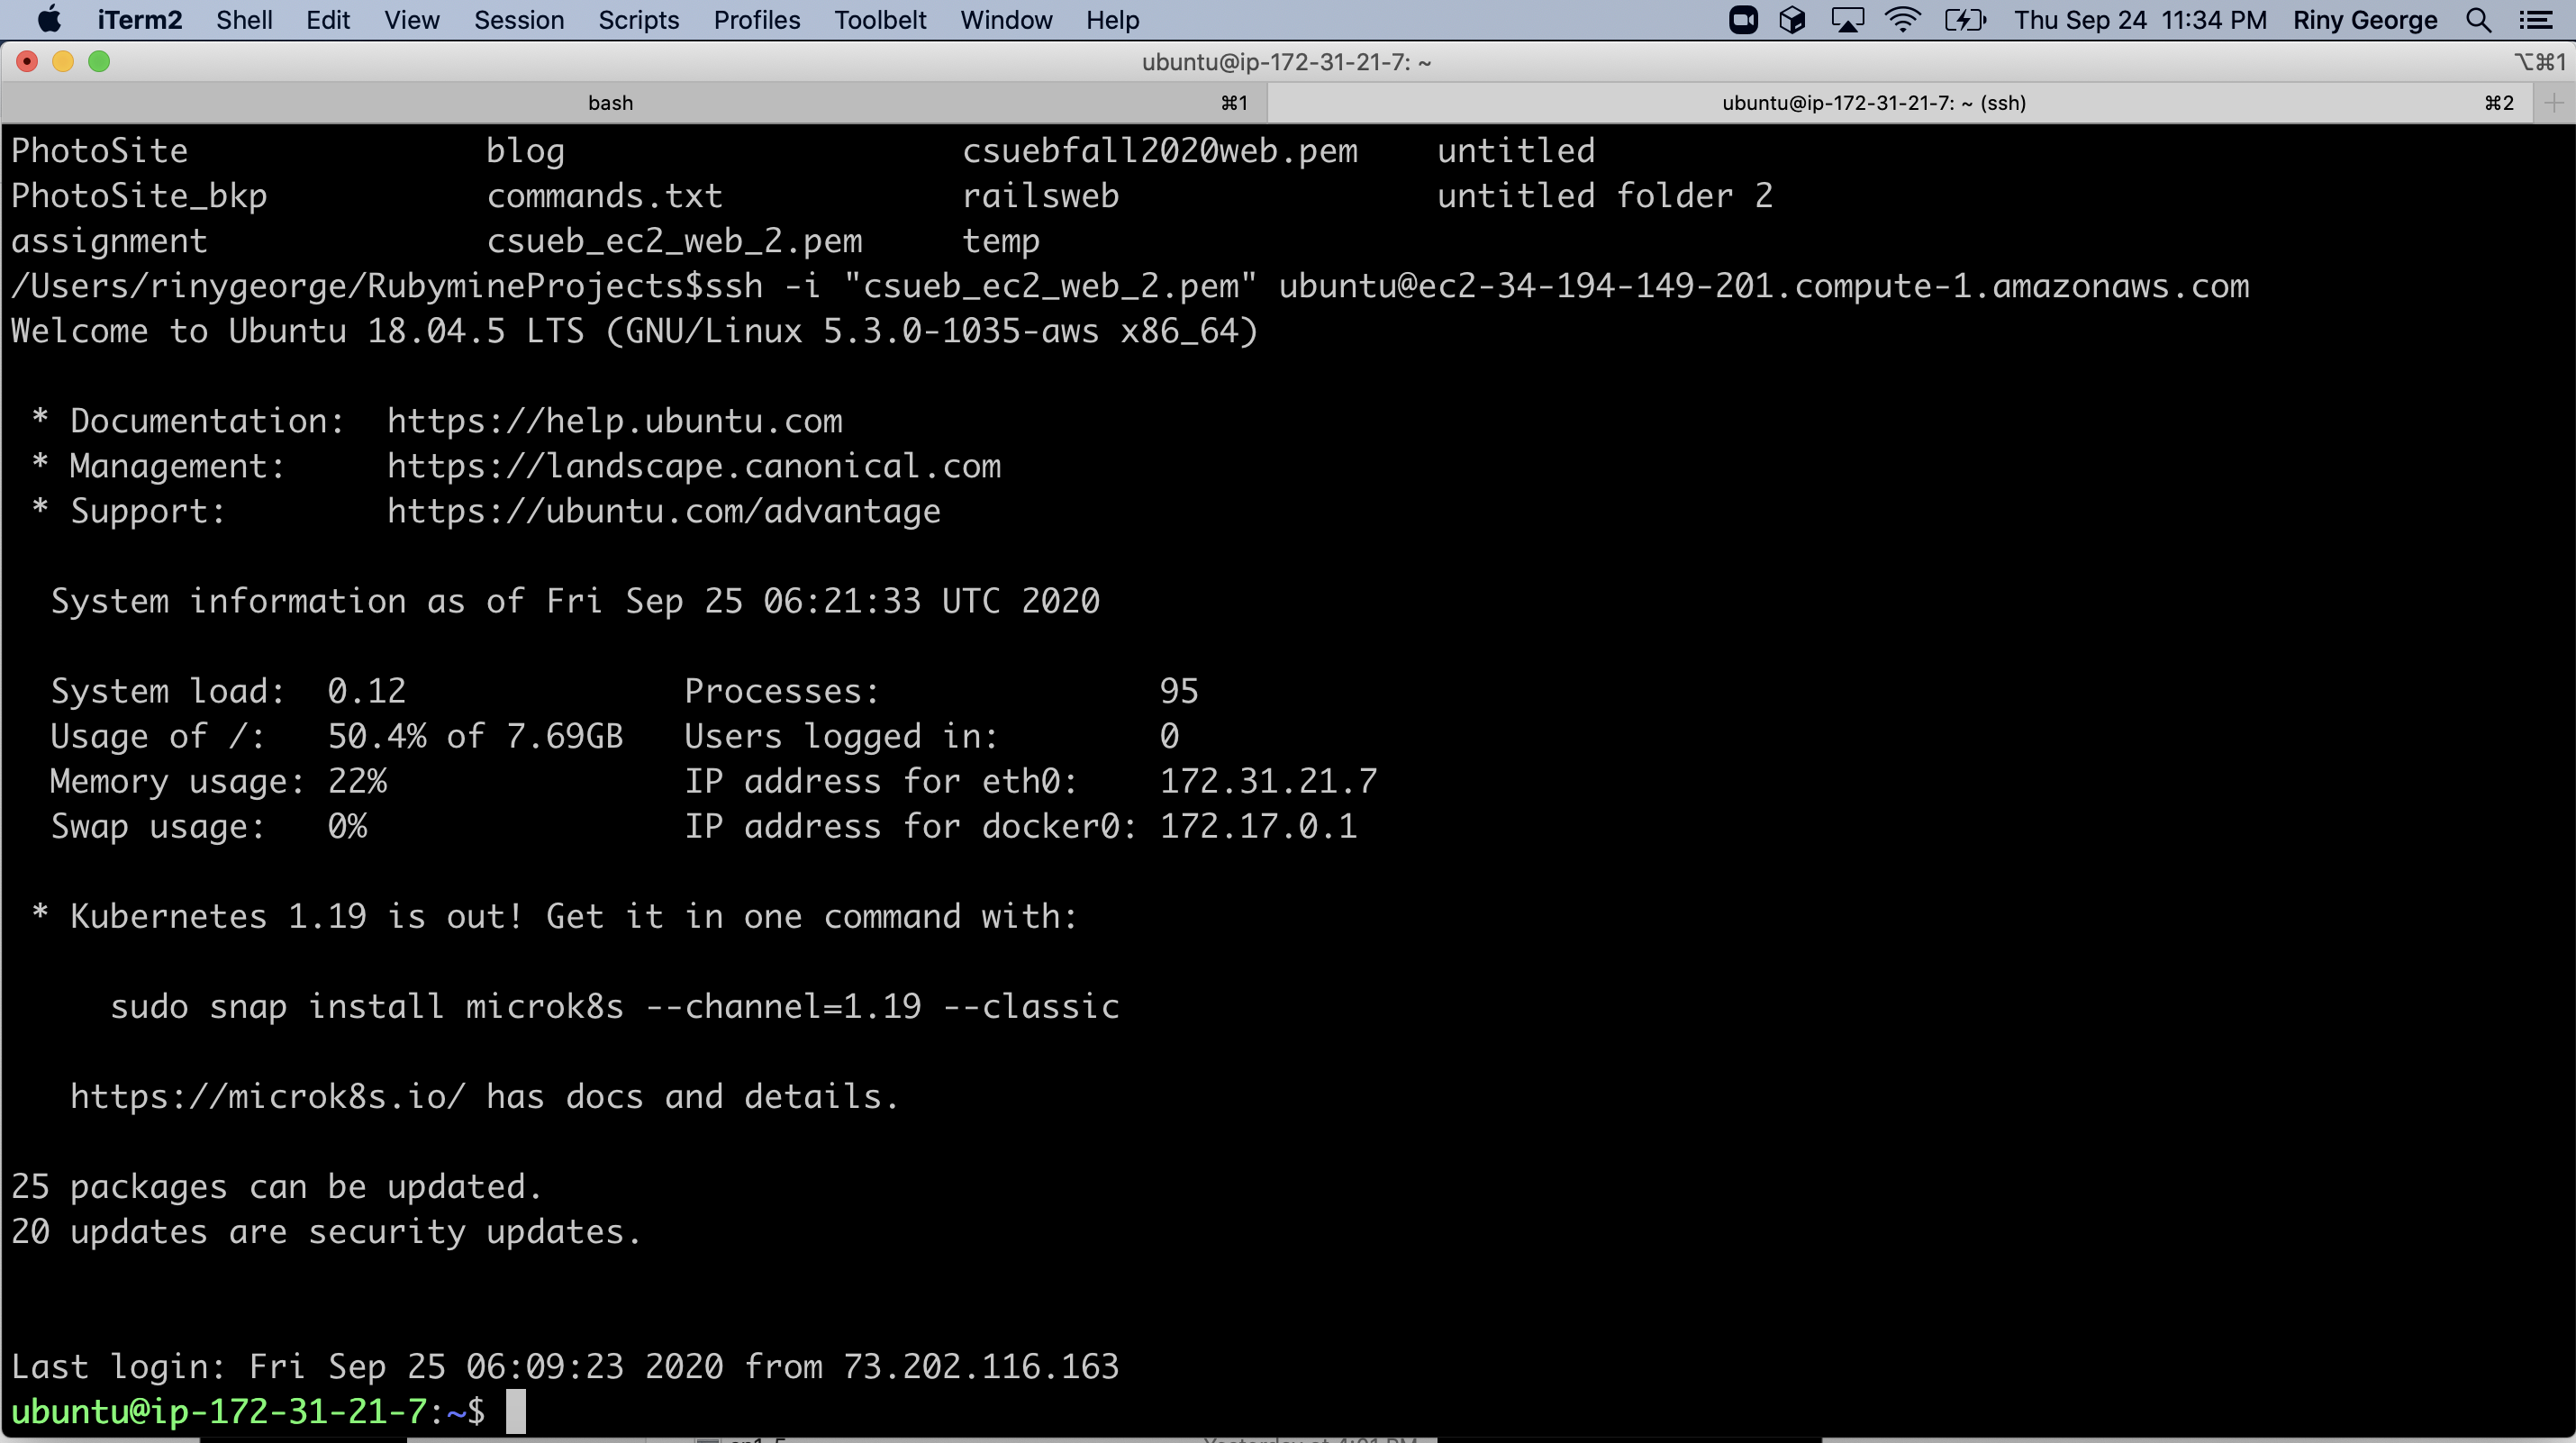 iTerm2 Shell Edit View Session Scripts Profiles Toolbelt Window Help Thu Sep 24 11:34 PM Riny George
ubuntu@ip-172-31-21-7: ~ ⌥⌘1
bash ⌘1 ubuntu@ip-172-31-21-7: ~ (ssh) ⌘2
PhotoSite blog csuebfall2020web.pem untitled
PhotoSite_bkp commands.txt railsweb untitled folder 2
assignment csueb_ec2_web_2.pem temp
/Users/rinygeorge/RubymineProjects$ssh -i "csueb_ec2_web_2.pem" ubuntu@ec2-34-194-149-201.compute-1.amazonaws.com
Welcome to Ubuntu 18.04.5 LTS (GNU/Linux 5.3.0-1035-aws x86_64)
* Documentation: https://help.ubuntu.com
* Management: https://landscape.canonical.com
* Support: https://ubuntu.com/advantage
System information as of Fri Sep 25 06:21:33 UTC 2020
System load: 0.12 Processes: 95
Usage of /: 50.4% of 7.69GB Users logged in: 0
Memory usage: 22% IP address for eth0: 172.31.21.7
Swap usage: 0% IP address for docker0: 172.17.0.1
* Kubernetes 1.19 is out! Get it in one command with:
sudo snap install microk8s --channel=1.19 --classic
https://microk8s.io/ has docs and details.
25 packages can be updated.
20 updates are security updates.
Last login: Fri Sep 25 06:09:23 2020 from 73.202.116.163
ubuntu@ip-172-31-21-7:~$